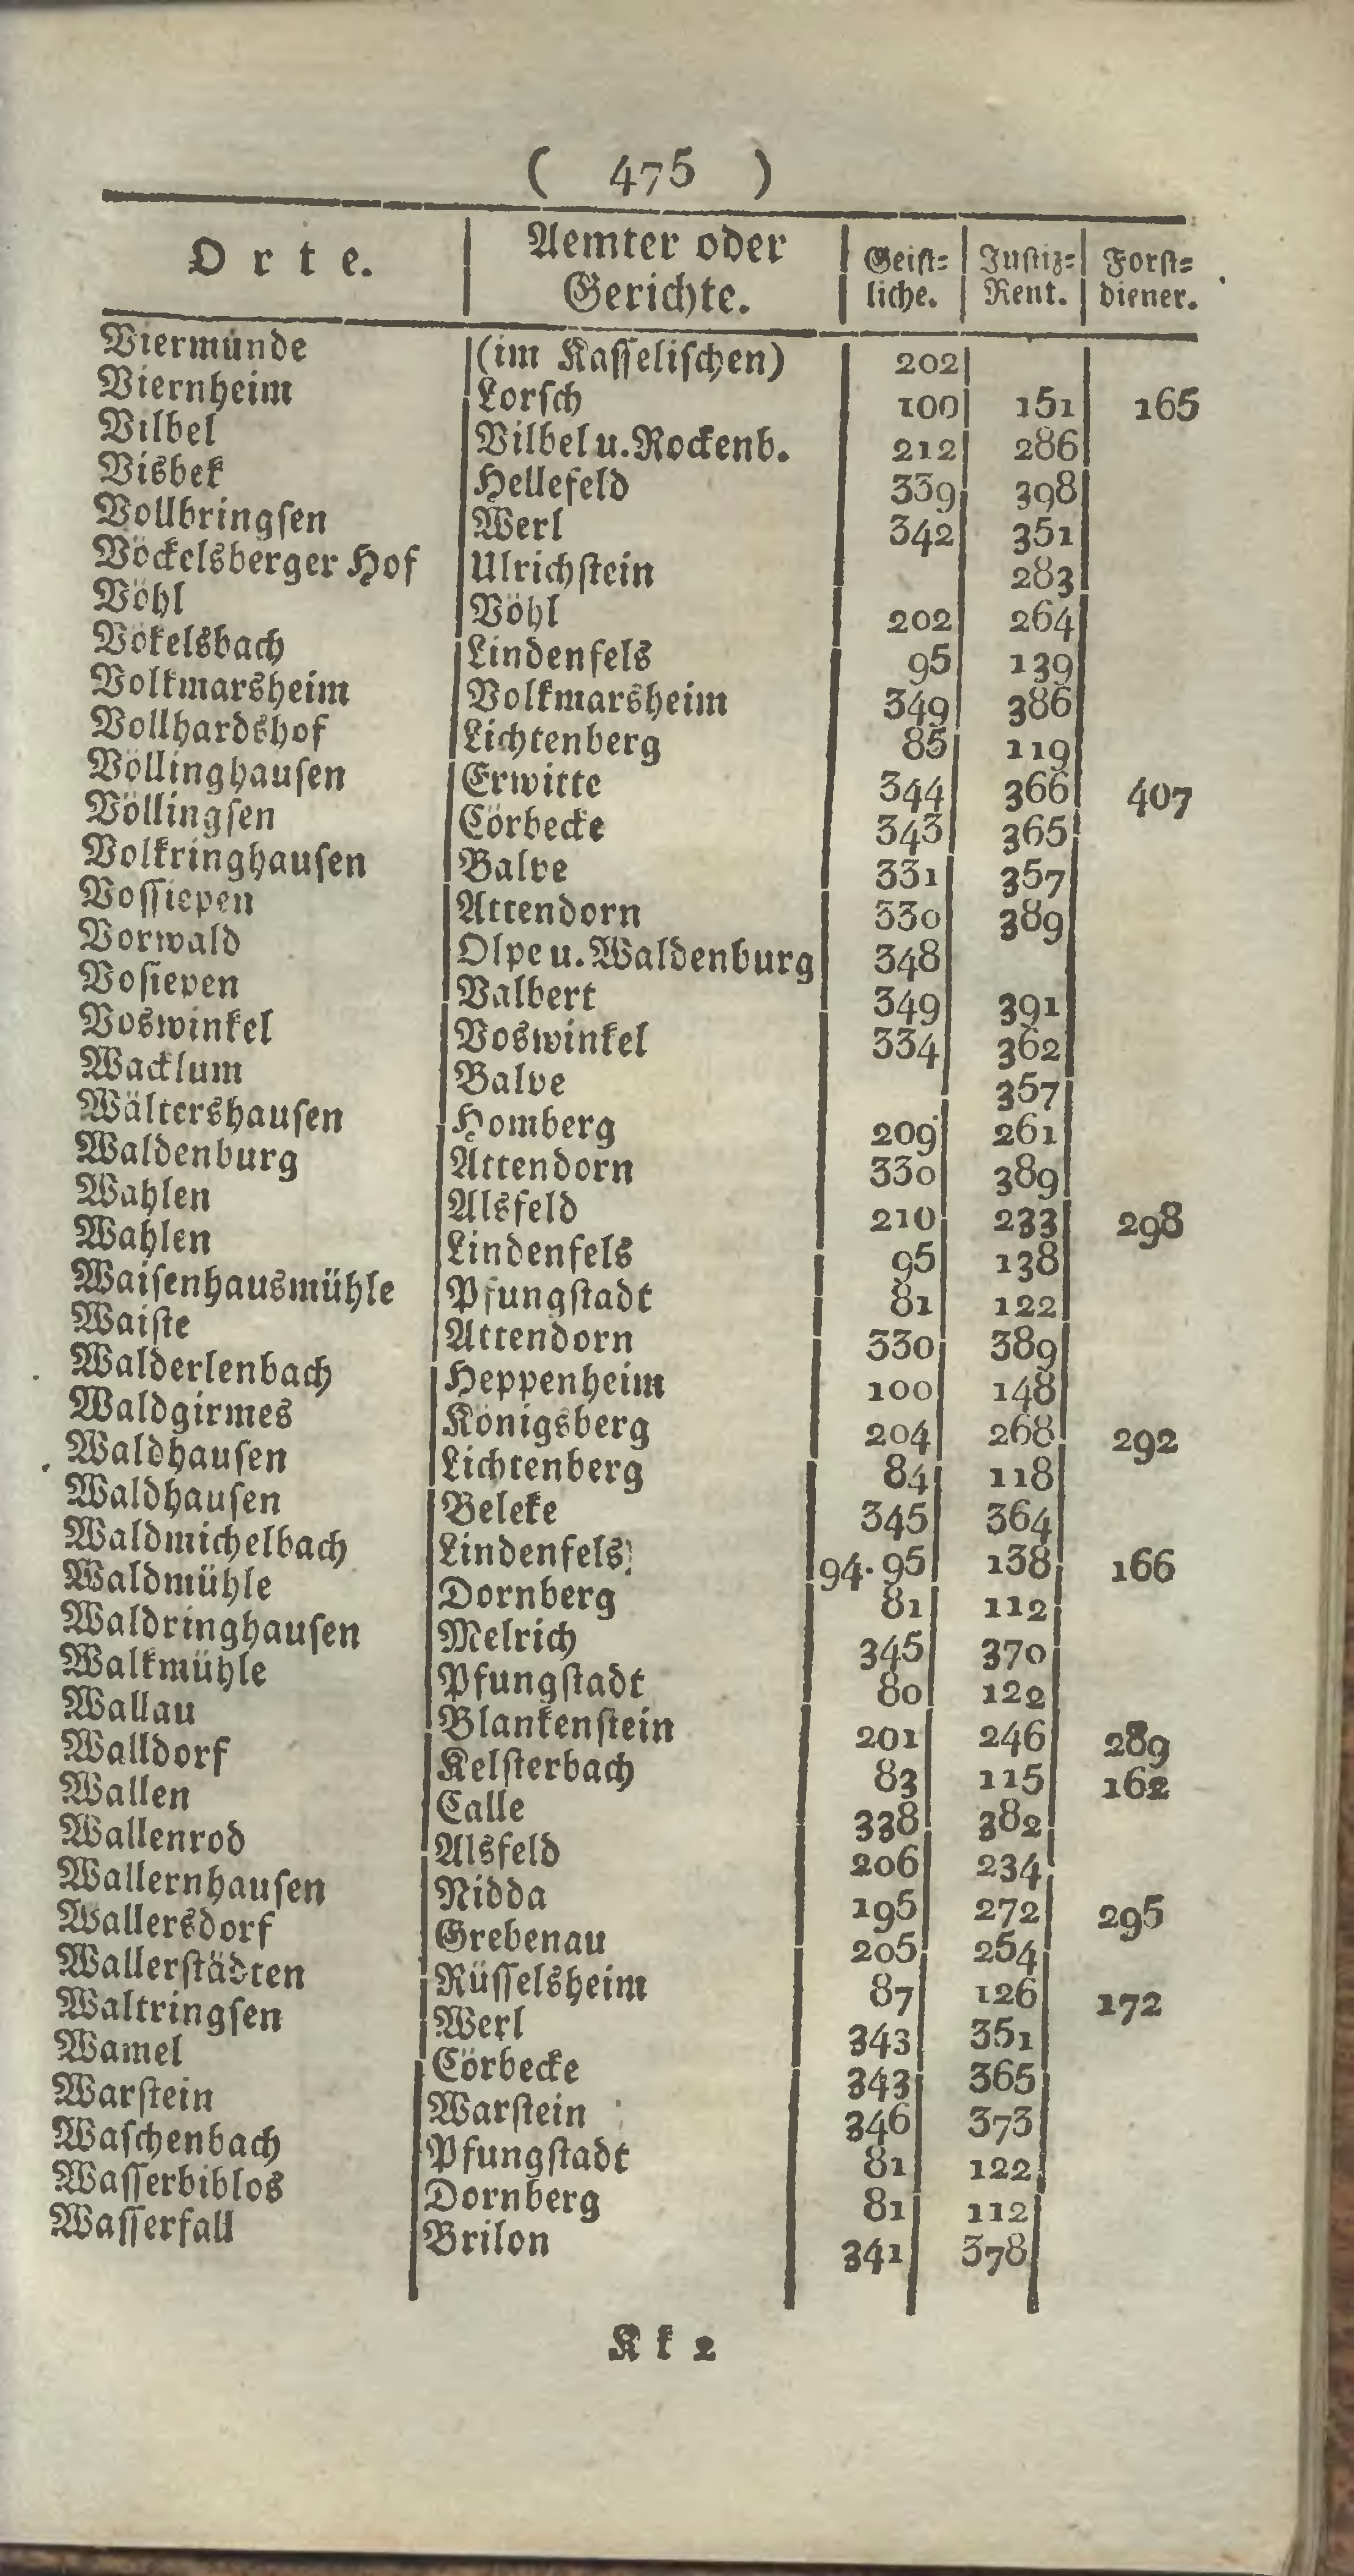 ( 475 )
Orte. Aemter oder Gerichte. Geist= liche. Justiz= Rent. Forst= diener.
Viermünde (im Kasselischen) 202
Viernheim Lorsch 100 151 165
Vilbel Vilbel u. Rockenb. 212 286
Visbek Hellefeld 339 398
Vollbringsen Werl 342 351
Vöckelsberger Hof Ulrichstein 283
Vöhl Vöhl 202 264
Vökelsbach Lindenfels 95 139
Volkmarsheim Volkmarsheim 349 386
Vollhardshof Lichtenberg 85 119
Völlinghausen Erwitte 344 366 407
Völlingsen Cörbecke 343 365
Volkringhausen Balve 331 357
Vossiepen Attendorn 330 389
Vorwald Olpe u. Waldenburg 348
Vosiepen Valbert 349 391
Voswinkel Voswinkel 334 362
Wacklum Balve 357
Wältershausen Homberg 209 261
Waldenburg Attendorn 330 389
Wahlen Alsfeld 210 233 298
Wahlen Lindenfels 95 138
Waisenhausmühle Pfungstadt 81 122
Waiste Attendorn 330 389
Walderlenbach Heppenheim 100 148
Waldgirmes Königsberg 204 268 292
Waldhausen Lichtenberg 84 118
Waldhausen Beleke 345 364
Waldmichelbach Lindenfels 94.95 138 166
Waldmühle Dornberg 81 112
Waldringhausen Melrich 345 370
Walkmühle Pfungstadt 80 122
Wallau Blankenstein 201 246 289
Walldorf Kelsterbach 83 115 162
Wallen Calle 338 382
Wallenrod Alsfeld 206 234
Wallernhausen Nidda 195 272 295
Wallersdorf Grebenau 205 254
Wallerstädten Rüsselsheim 87 126 172
Waltringsen Werl 343 351
Wamel Cörbecke 343 365
Warstein Warstein 346 373
Waschenbach Pfungstadt 81 122
Wasserbiblos Dornberg 81 112
Wasserfall Brilon 341 378
Kk 2